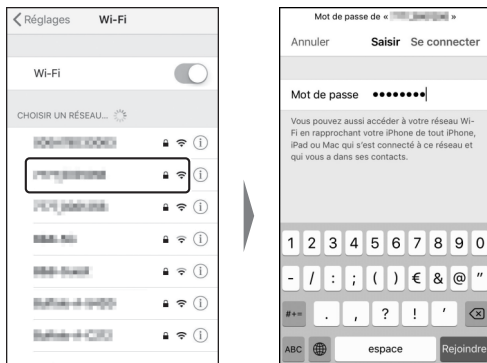 Réglages
Wi-Fi
Wi-Fi
CHOISIR UN RÉSEAU...
Mot de passe de « »
Annuler
Saisir
Se connecter
Mot de passe ••••••••
Vous pouvez aussi accéder à votre réseau Wi-
Fi en rapprochant votre iPhone de tout iPhone,
iPad ou Mac qui s'est connecté à ce réseau et
qui vous a dans ses contacts.
1 2 3 4 5 6 7 8 9 0
- / : ; ( ) € & @ "
#+= . , ? ! '
ABC
espace
Rejoindre